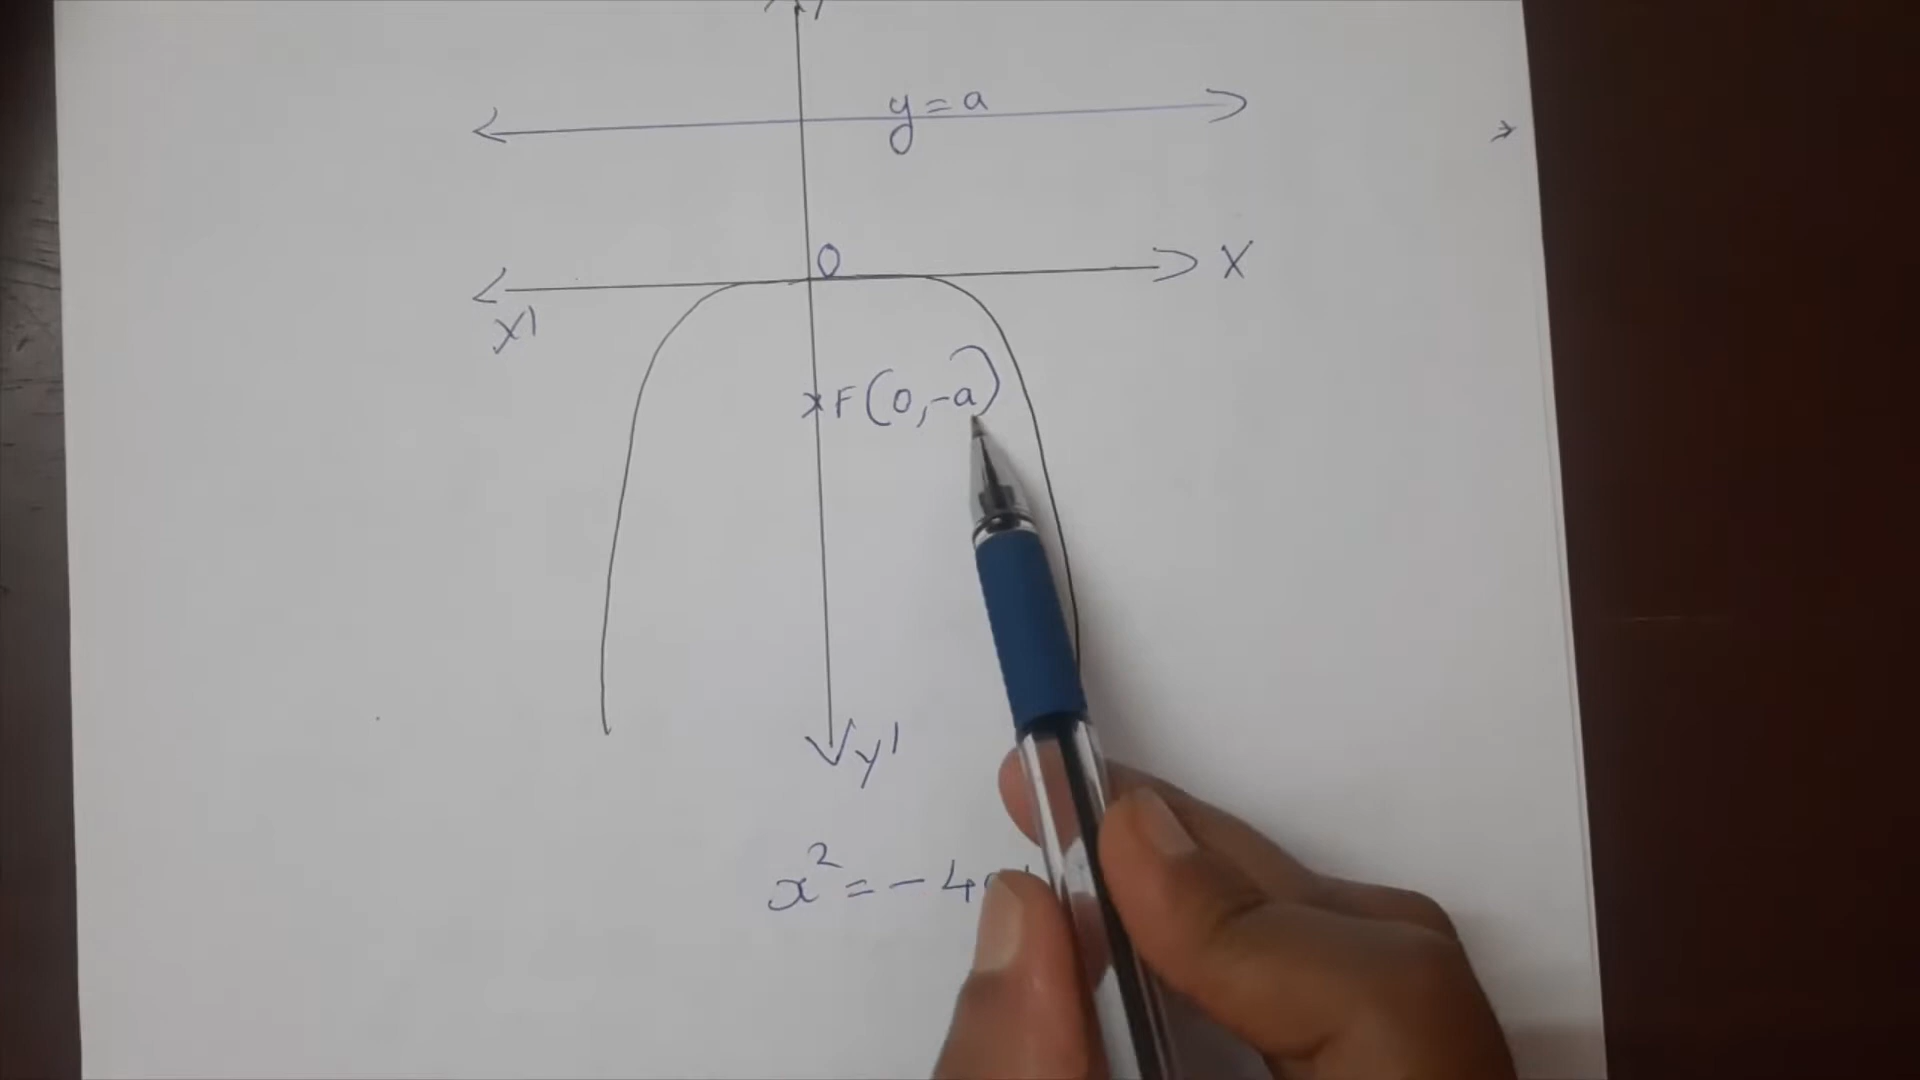 y = a
O
X
X'
F(0,-a)
y'
x² = - 4